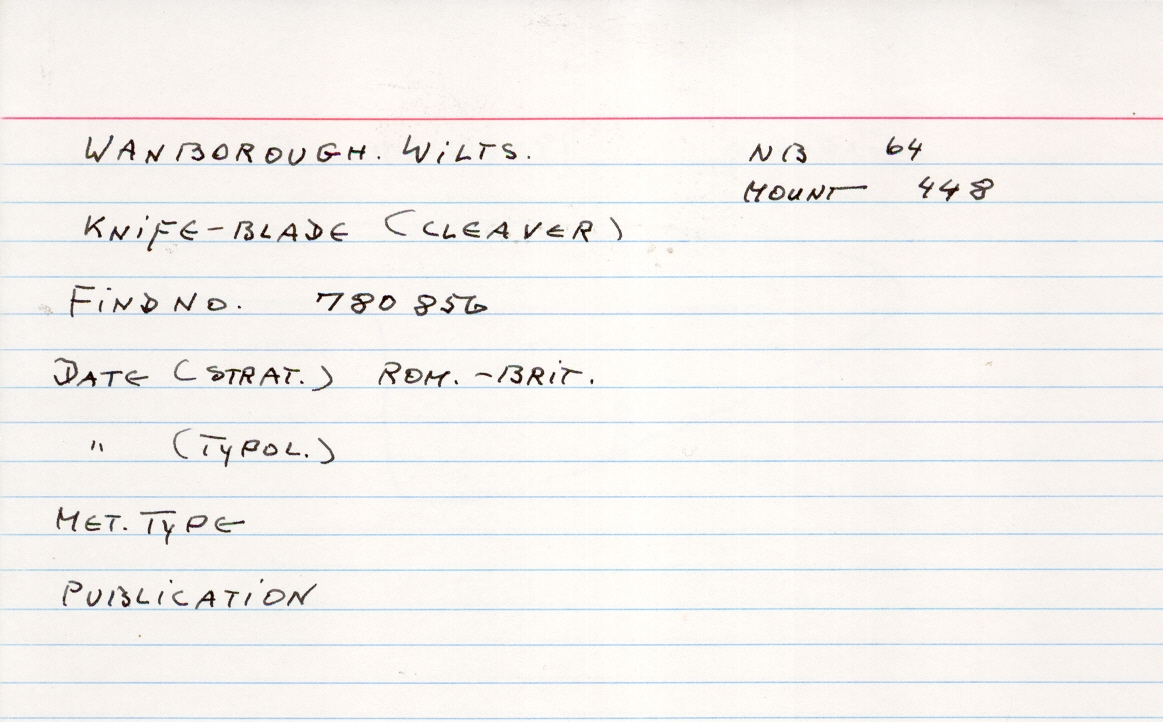 WANBOROUGH. WILTS. NB 64
MOUNT 448
KNIFE-BLADE (CLEAVER)
FIND NO. 780 856
DATE (STRAT.) ROM.-BRIT.
" (TYPOL.)
MET. TYPE
PUBLICATION